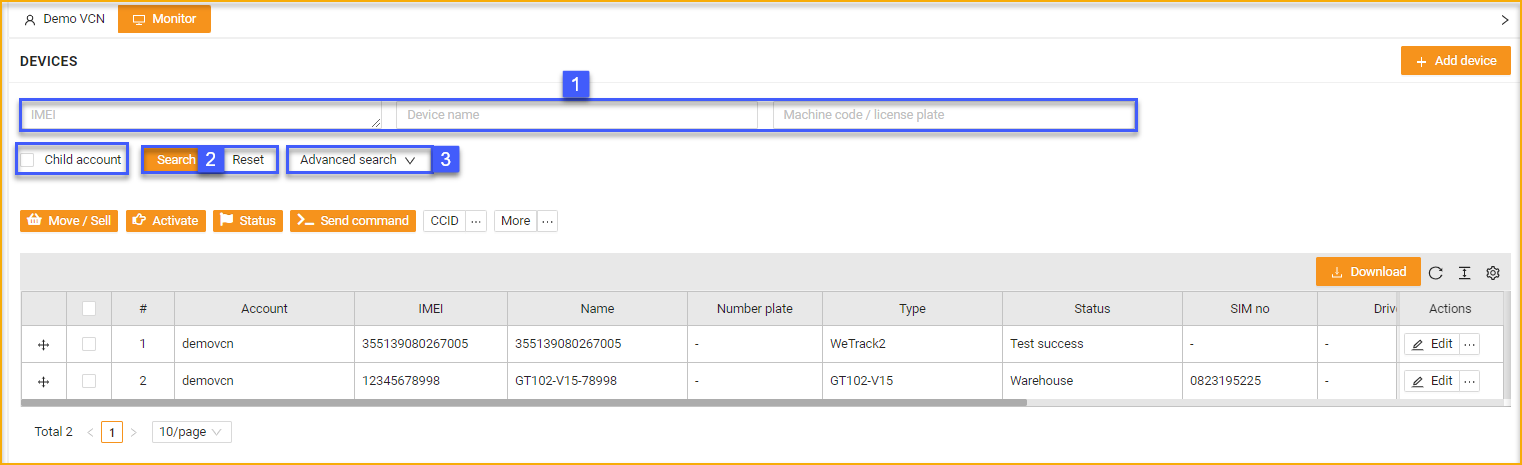 Demo VCN Monitor
DEVICES
+ Add device
1
IMEI Device name Machine code / license plate
Child account Search 2 Reset Advanced search 3
Move / Sell Activate Status Send command CCID ... More ...
Download
# Account IMEI Name Number plate Type Status SIM no Drive Actions
1 demovcn 355139080267005 355139080267005 - WeTrack2 Test success - - Edit ...
2 demovcn 12345678998 GT102-V15-78998 - GT102-V15 Warehouse 0823195225 - Edit ...
Total 2 < 1 > 10/page